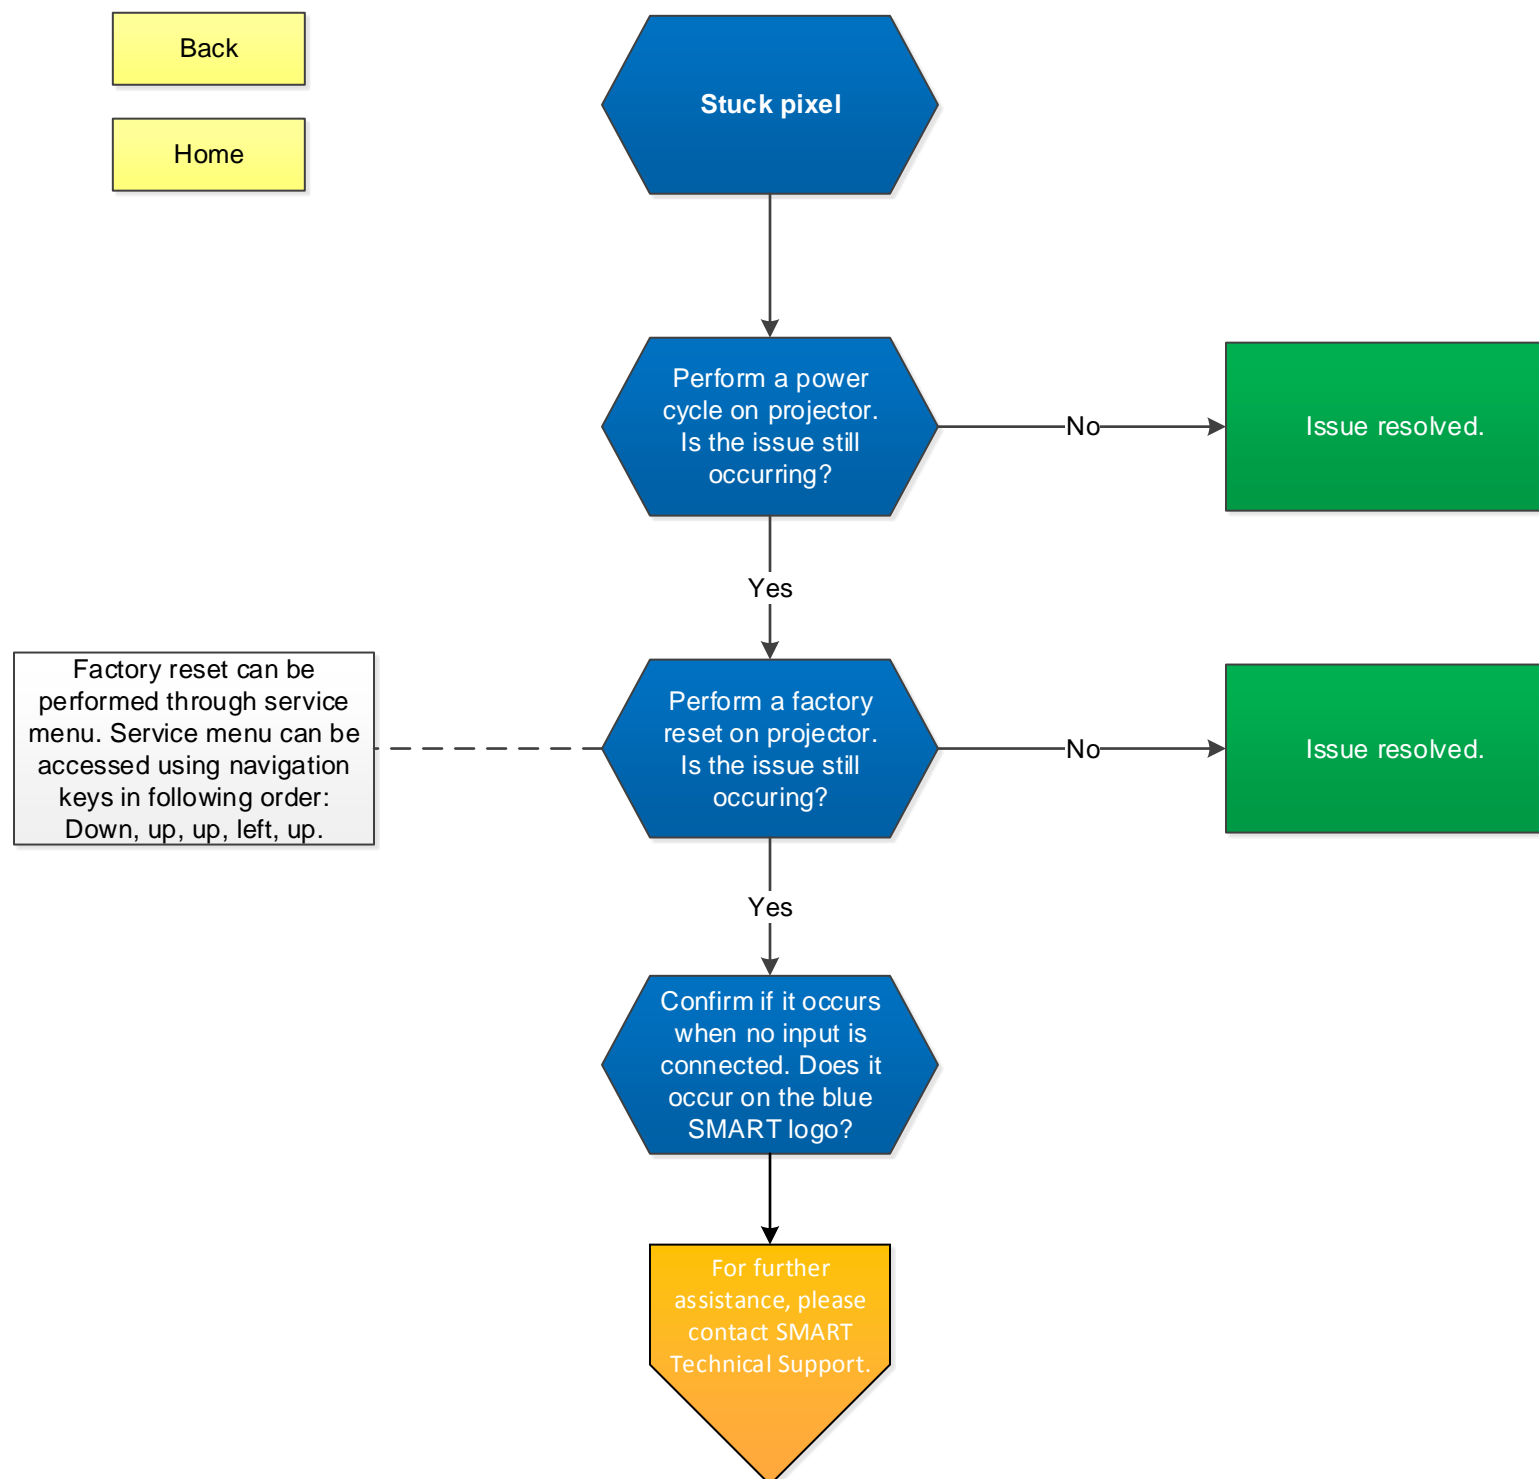 Back
Home
Stuck pixel
Perform a power
cycle on projector.
Is the issue still
occurring?
No
Issue resolved.
Yes
Factory reset can be
performed through service
menu. Service menu can be
accessed using navigation
keys in following order:
Down, up, up, left, up.
Perform a factory
reset on projector.
Is the issue still
occuring?
No
Issue resolved.
Yes
Confirm if it occurs
when no input is
connected. Does it
occur on the blue
SMART logo?
For further
assistance, please
contact SMART
Technical Support.